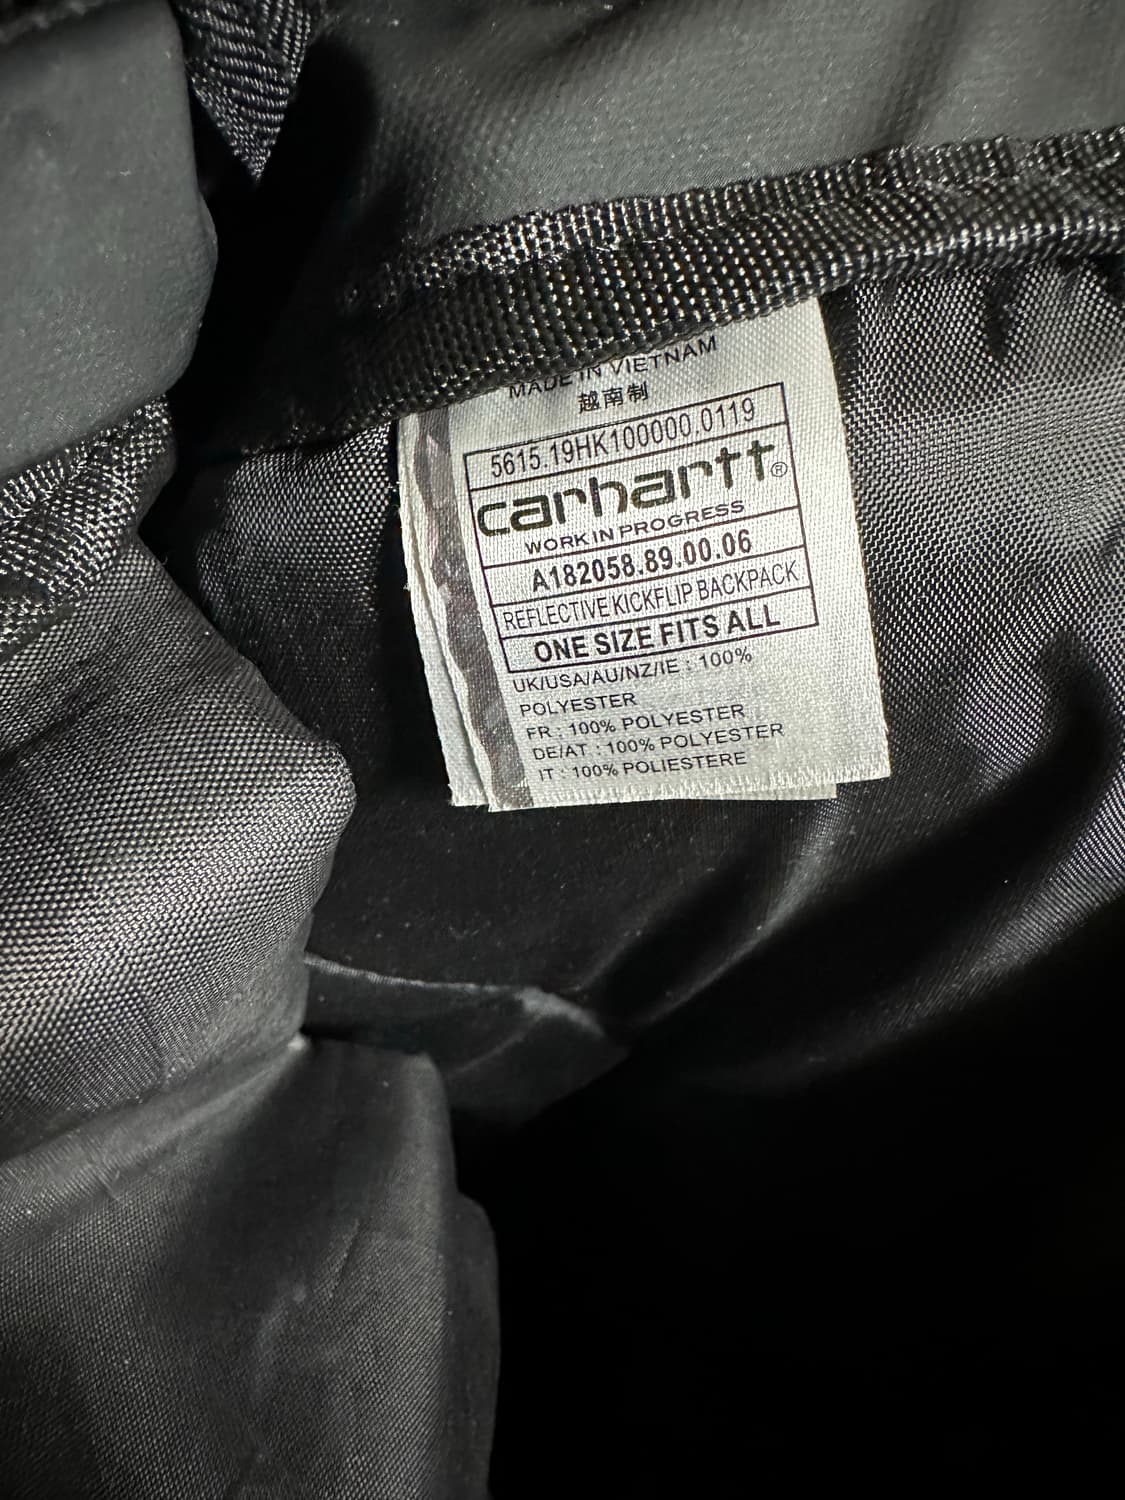 MADE IN VIETNAM
越南制
5615.19HK100000.0119
carhartt®
WORK IN PROGRESS
A182058.89.00.06
REFLECTIVE KICKFLIP BACKPACK
ONE SIZE FITS ALL
UK/USA/AU/NZ/IE : 100%
POLYESTER
FR : 100% POLYESTER
DE/AT : 100% POLYESTER
IT : 100% POLIESTERE